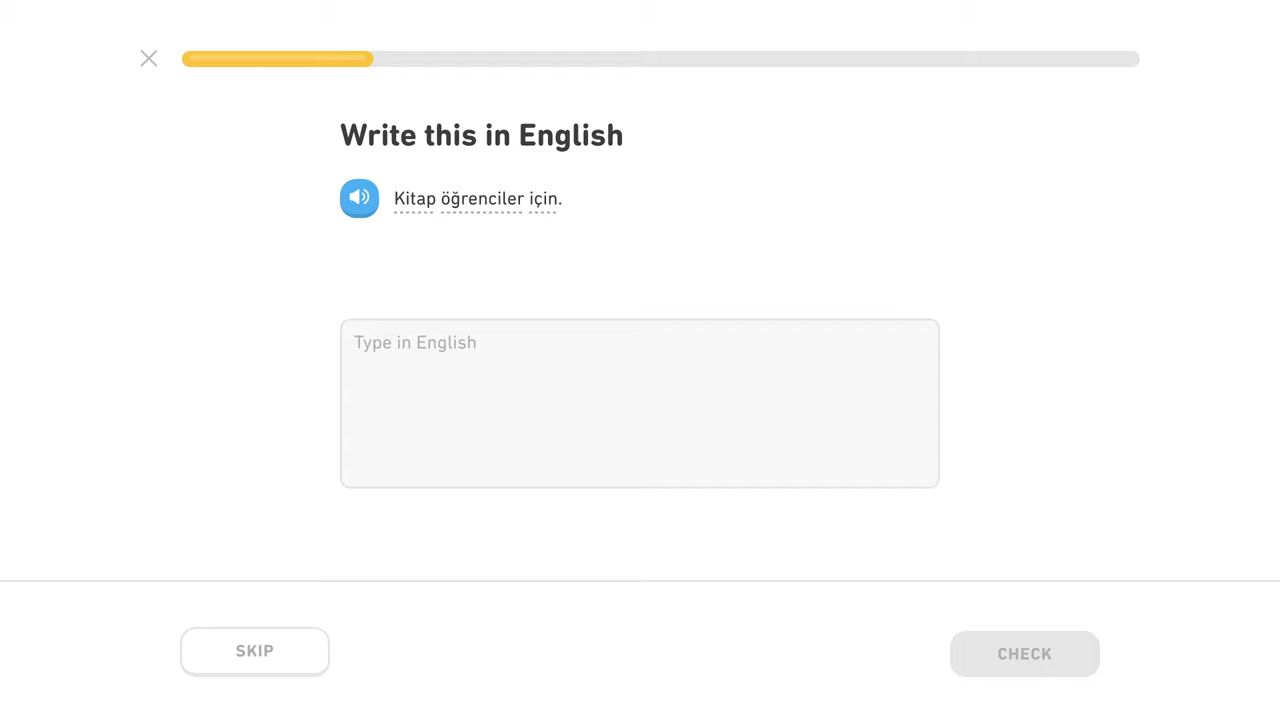 Write this in English
Kitap öğrenciler için.
Type in English
SKIP
CHECK